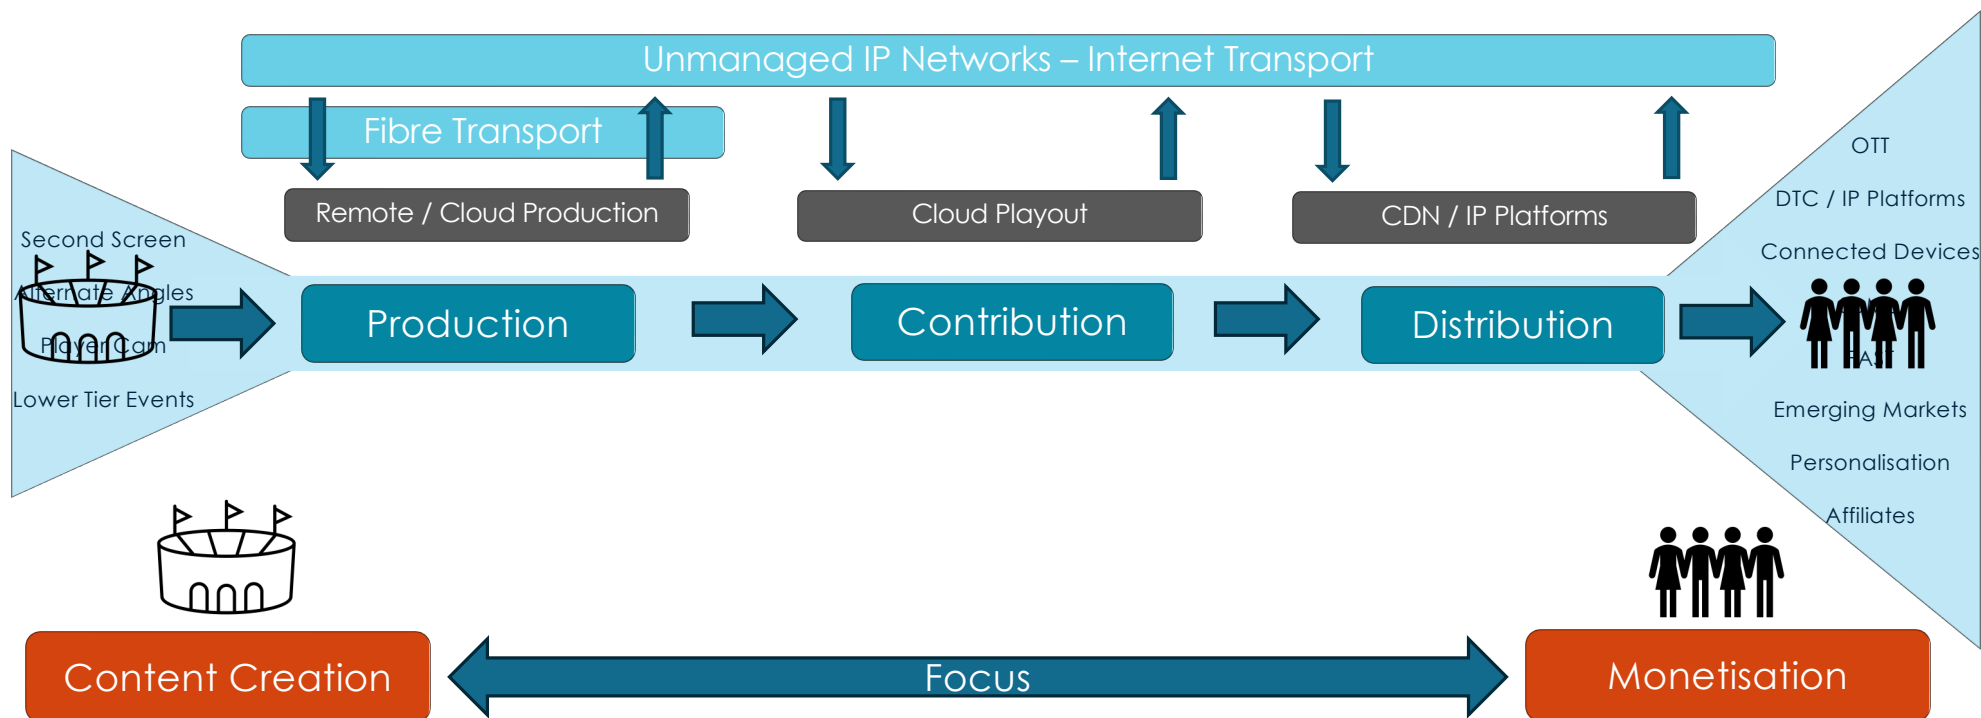 Unmanaged IP Networks – Internet Transport
Fibre Transport
Remote / Cloud Production
Cloud Playout
CDN / IP Platforms
Second Screen
Alternate Angles
Player Cam
Lower Tier Events
Production
Contribution
Distribution
OTT
DTC / IP Platforms
Connected Devices
FAST
Emerging Markets
Personalisation
Affiliates
Content Creation
Focus
Monetisation